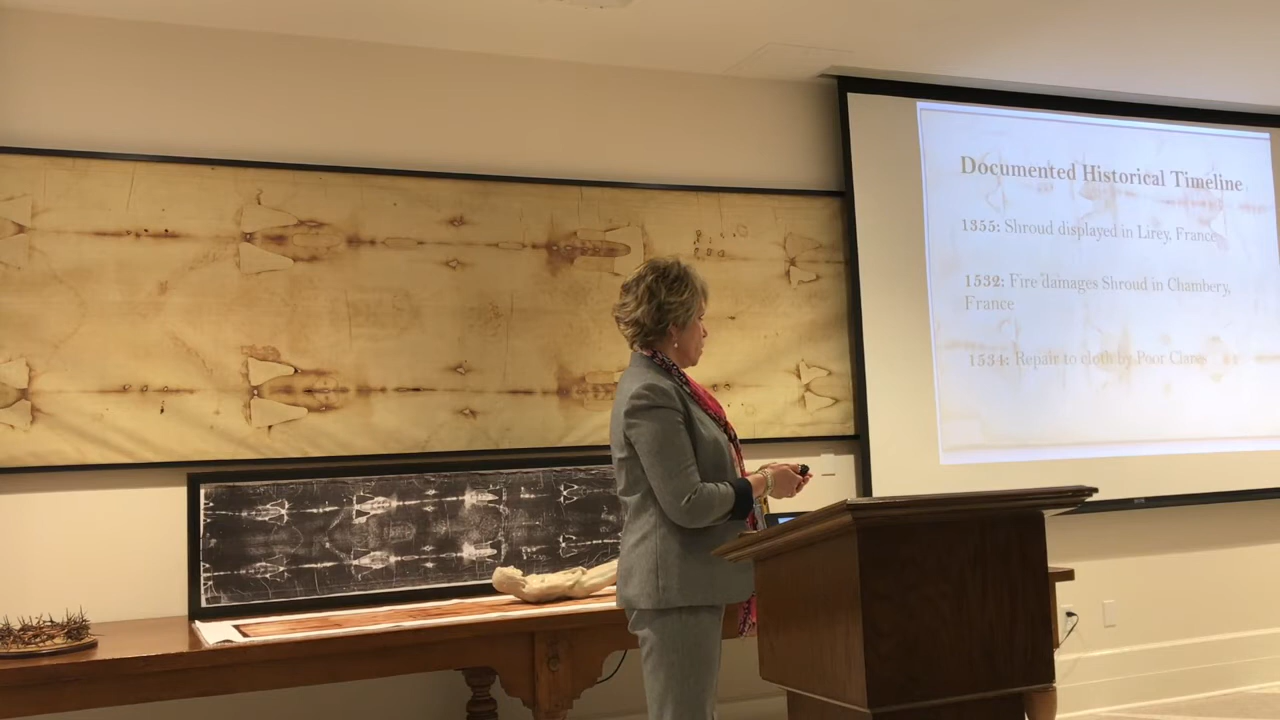 Documented Historical Timeline
1355: Shroud displayed in Lirey, France
1532: Fire damages Shroud in Chambery,
France
1534: Repair to cloth by Poor Clares